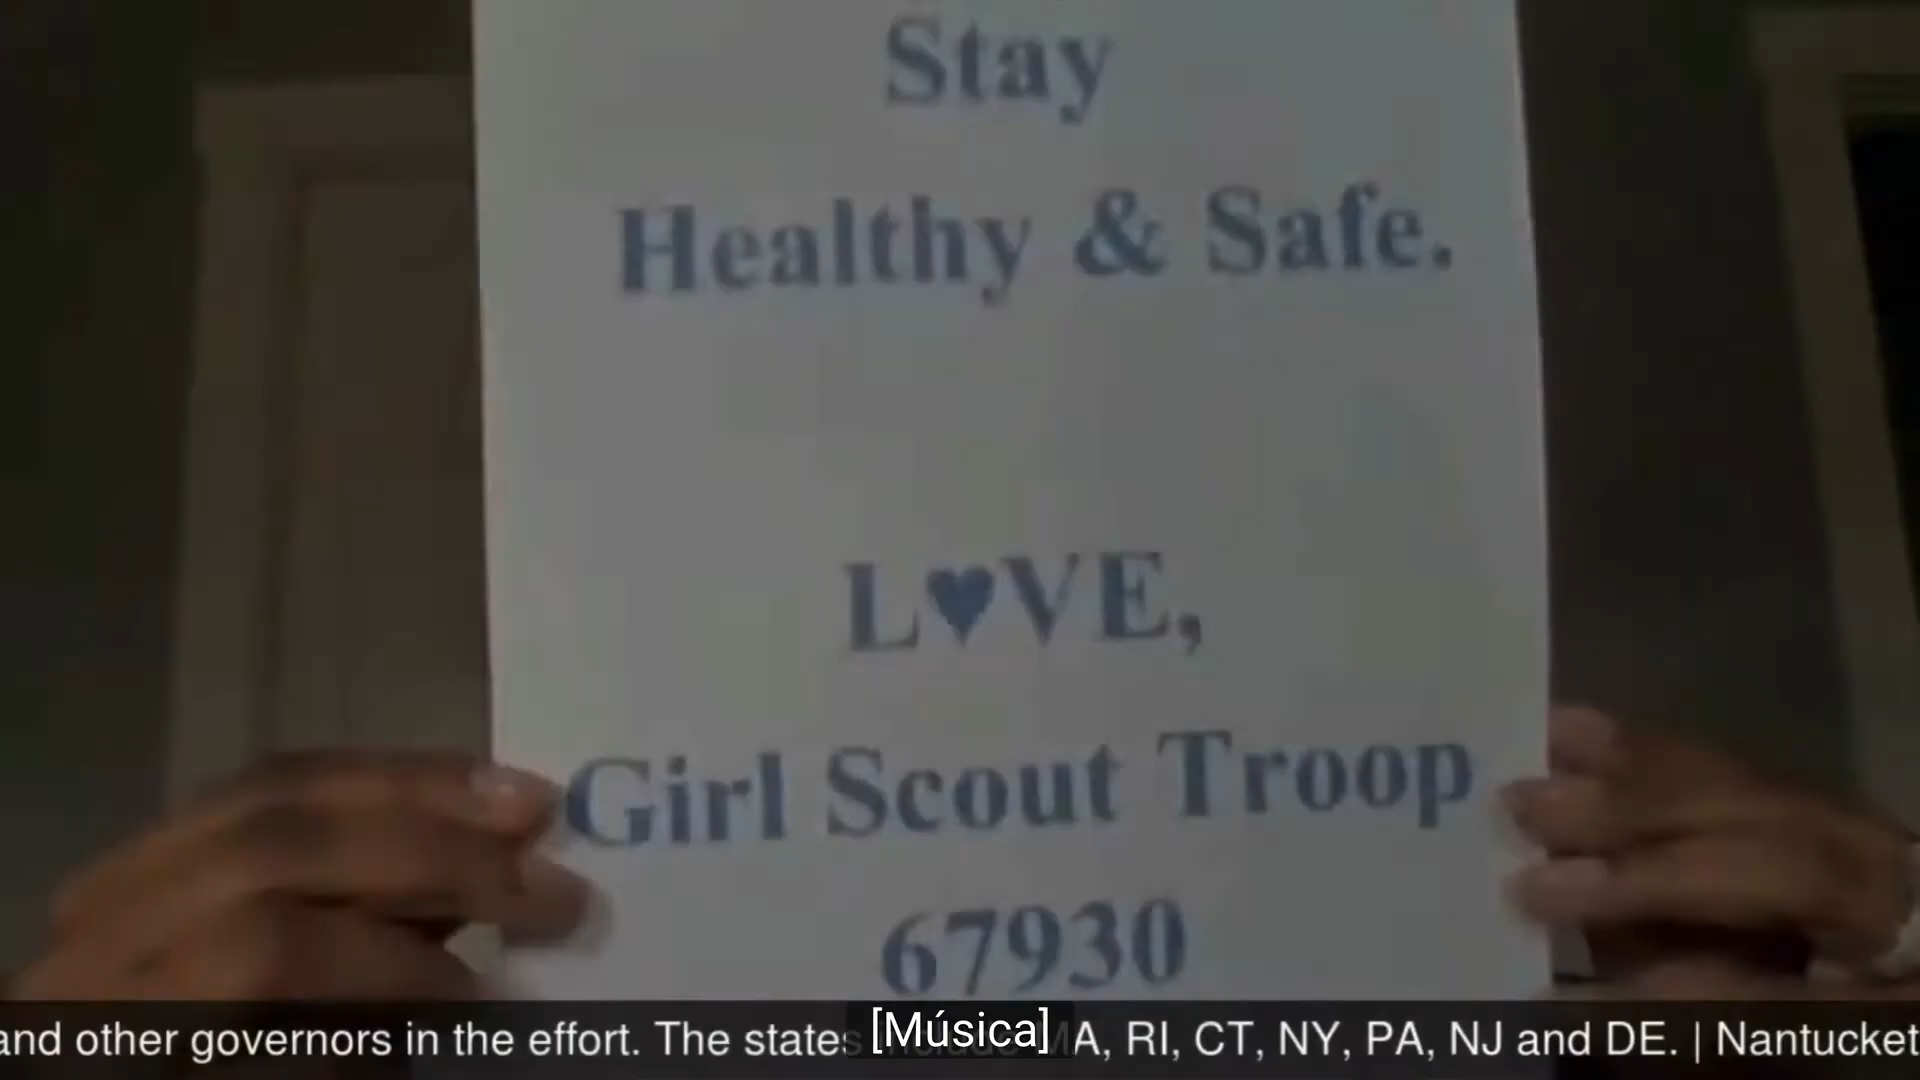 Stay
Healthy & Safe.
L♥VE,
Girl Scout Troop
67930
and other governors in the effort. The states MA, RI, CT, NY, PA, NJ and DE. | Nantucket
[Música]